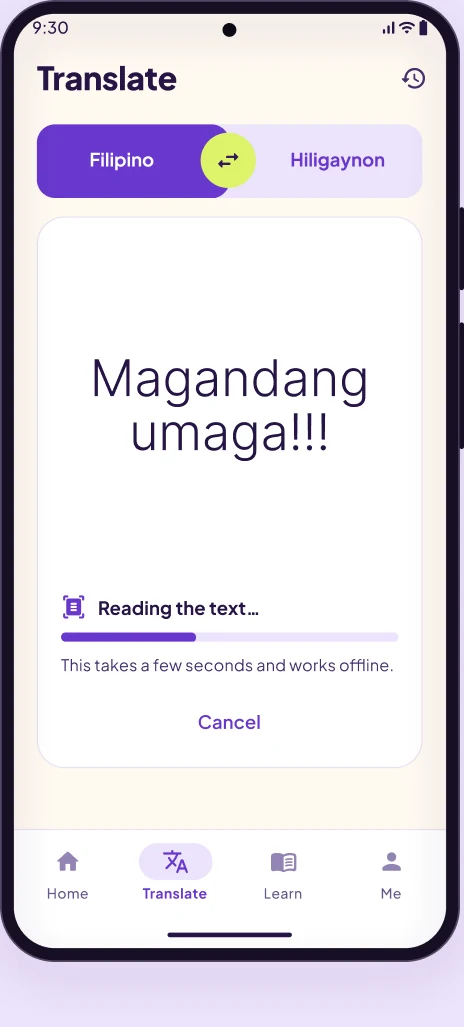 9:30
Translate
Filipino
Hiligaynon
Magandang
umaga!!!
Reading the text...
This takes a few seconds and works offline.
Cancel
Home
Translate
Learn
Me